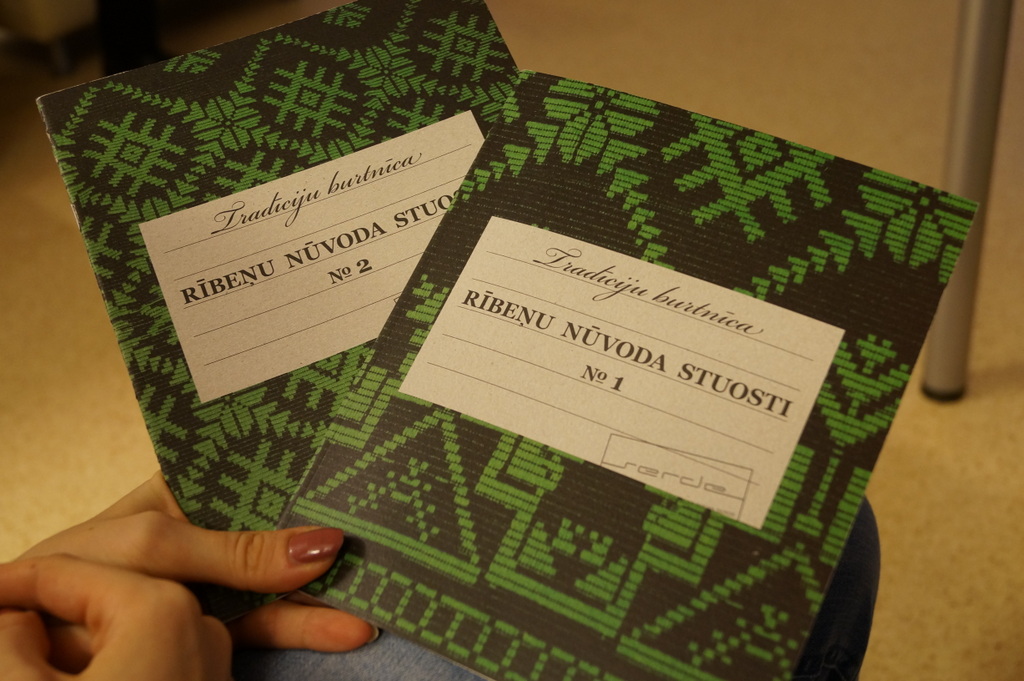 Tradiciju burtnīca
RĪBEŅU NŪVODA STUO
№ 2
Tradiciju burtnīca
RĪBEŅU NŪVODA STUOSTI
№ 1
serde